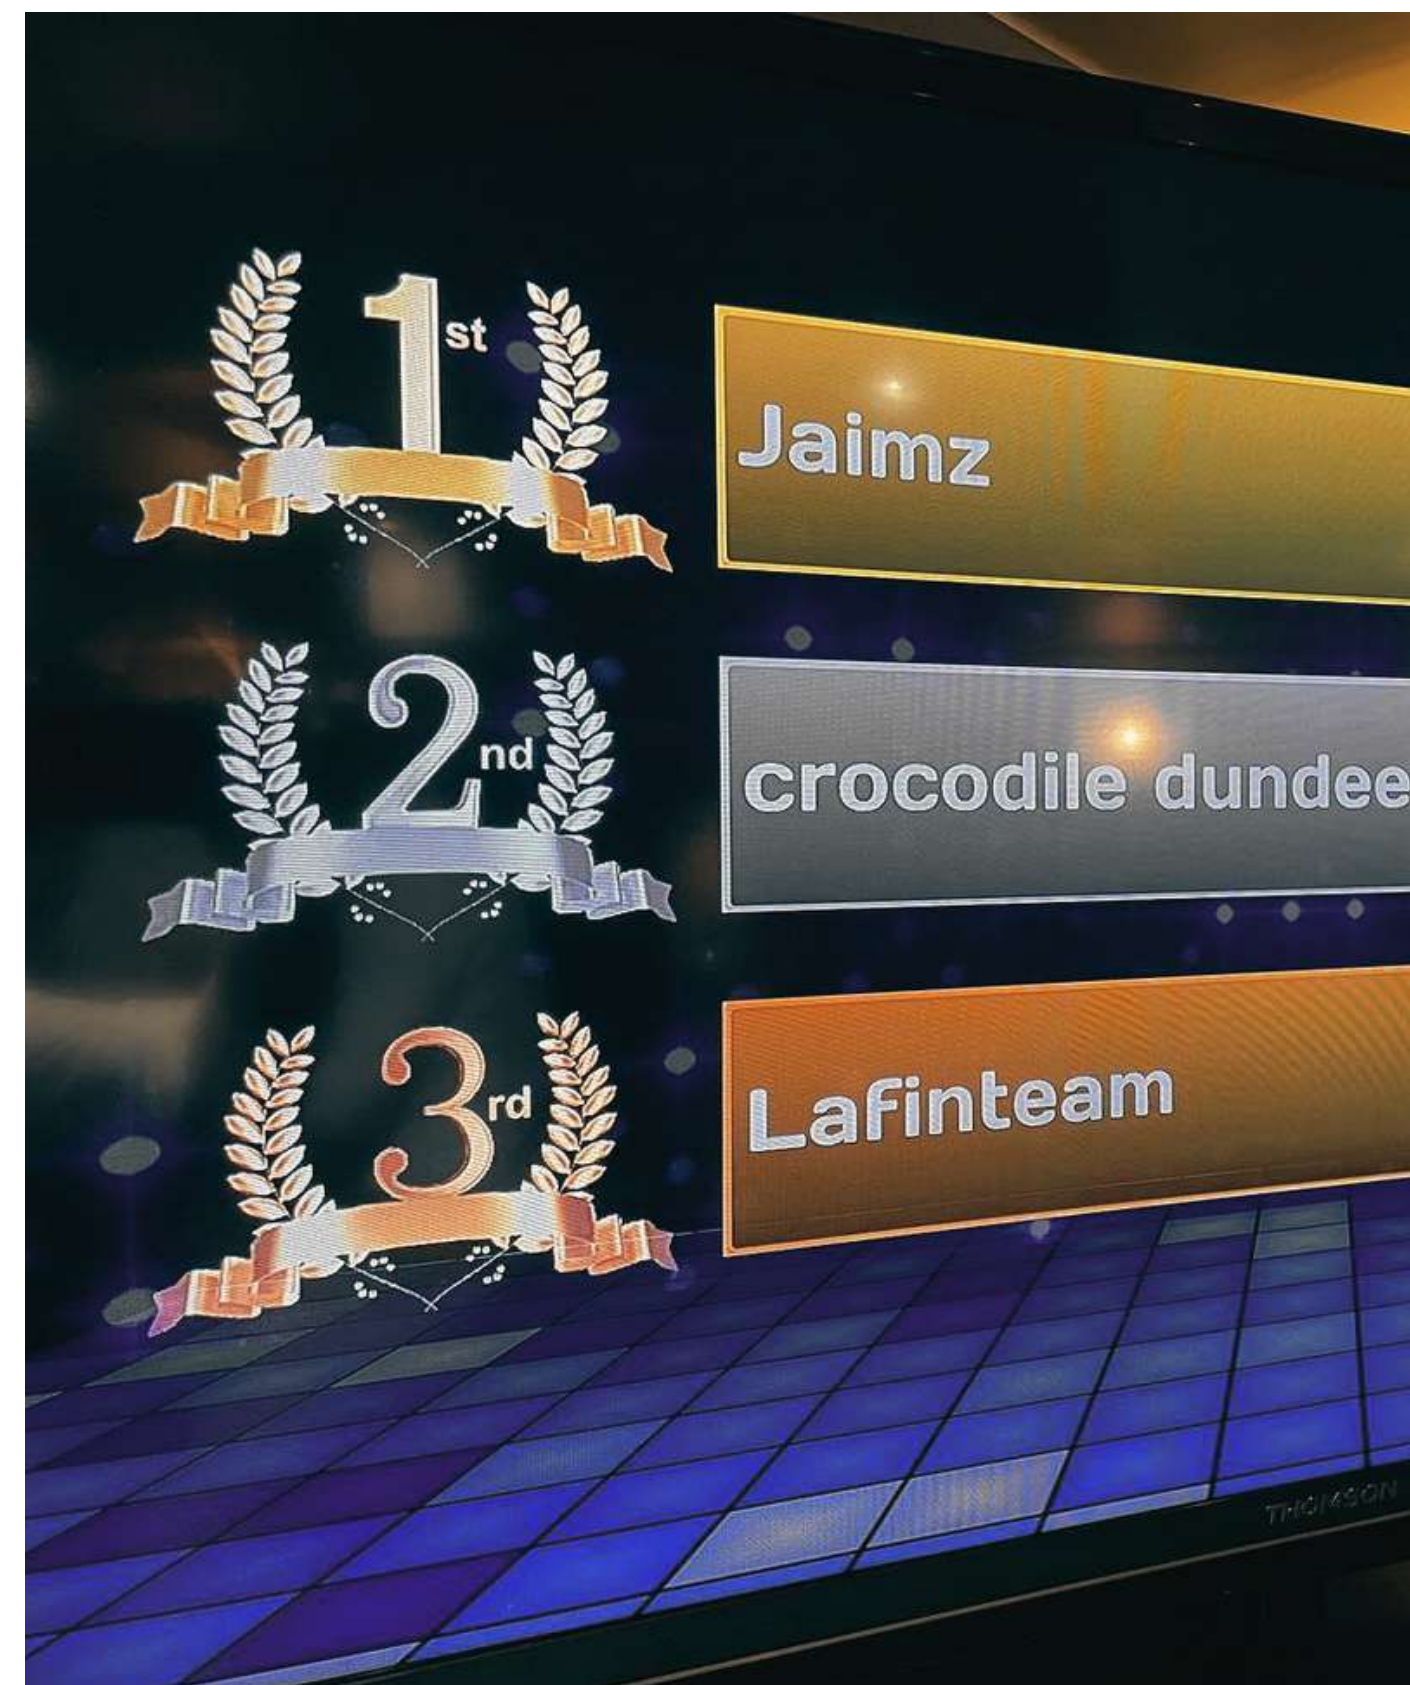 1st
Jaimz
2nd
crocodile dundee
3rd
Lafinteam
THOMSON